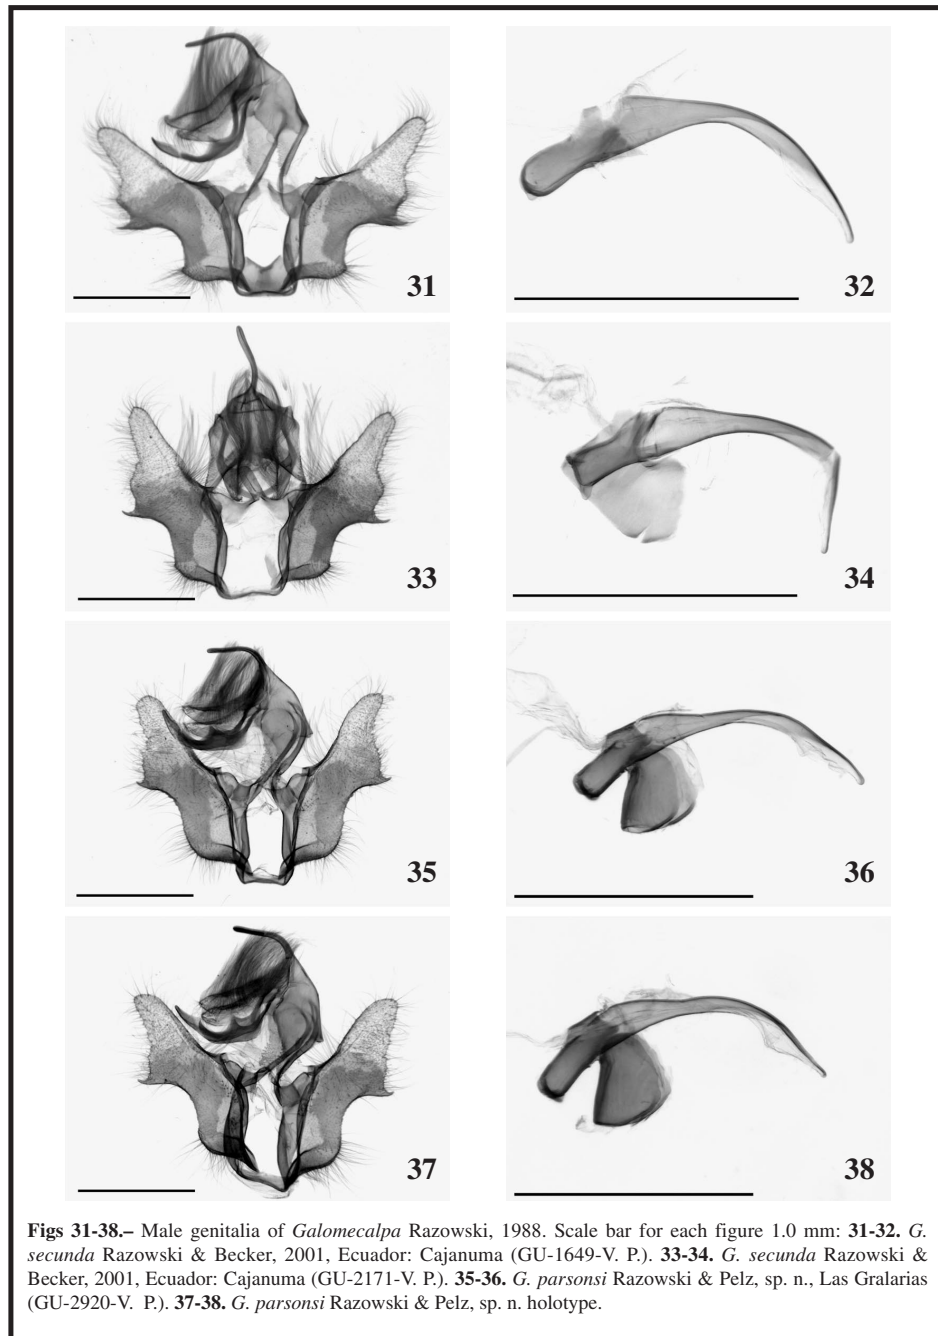 31
32
33
34
35
36
37
38
Figs 31-38.– Male genitalia of Galomecalpa Razowski, 1988. Scale bar for each figure 1.0 mm: 31-32. G.
secunda Razowski & Becker, 2001, Ecuador: Cajanuma (GU-1649-V. P.). 33-34. G. secunda Razowski &
Becker, 2001, Ecuador: Cajanuma (GU-2171-V. P.). 35-36. G. parsonsi Razowski & Pelz, sp. n., Las Gralarias
(GU-2920-V. P.). 37-38. G. parsonsi Razowski & Pelz, sp. n. holotype.